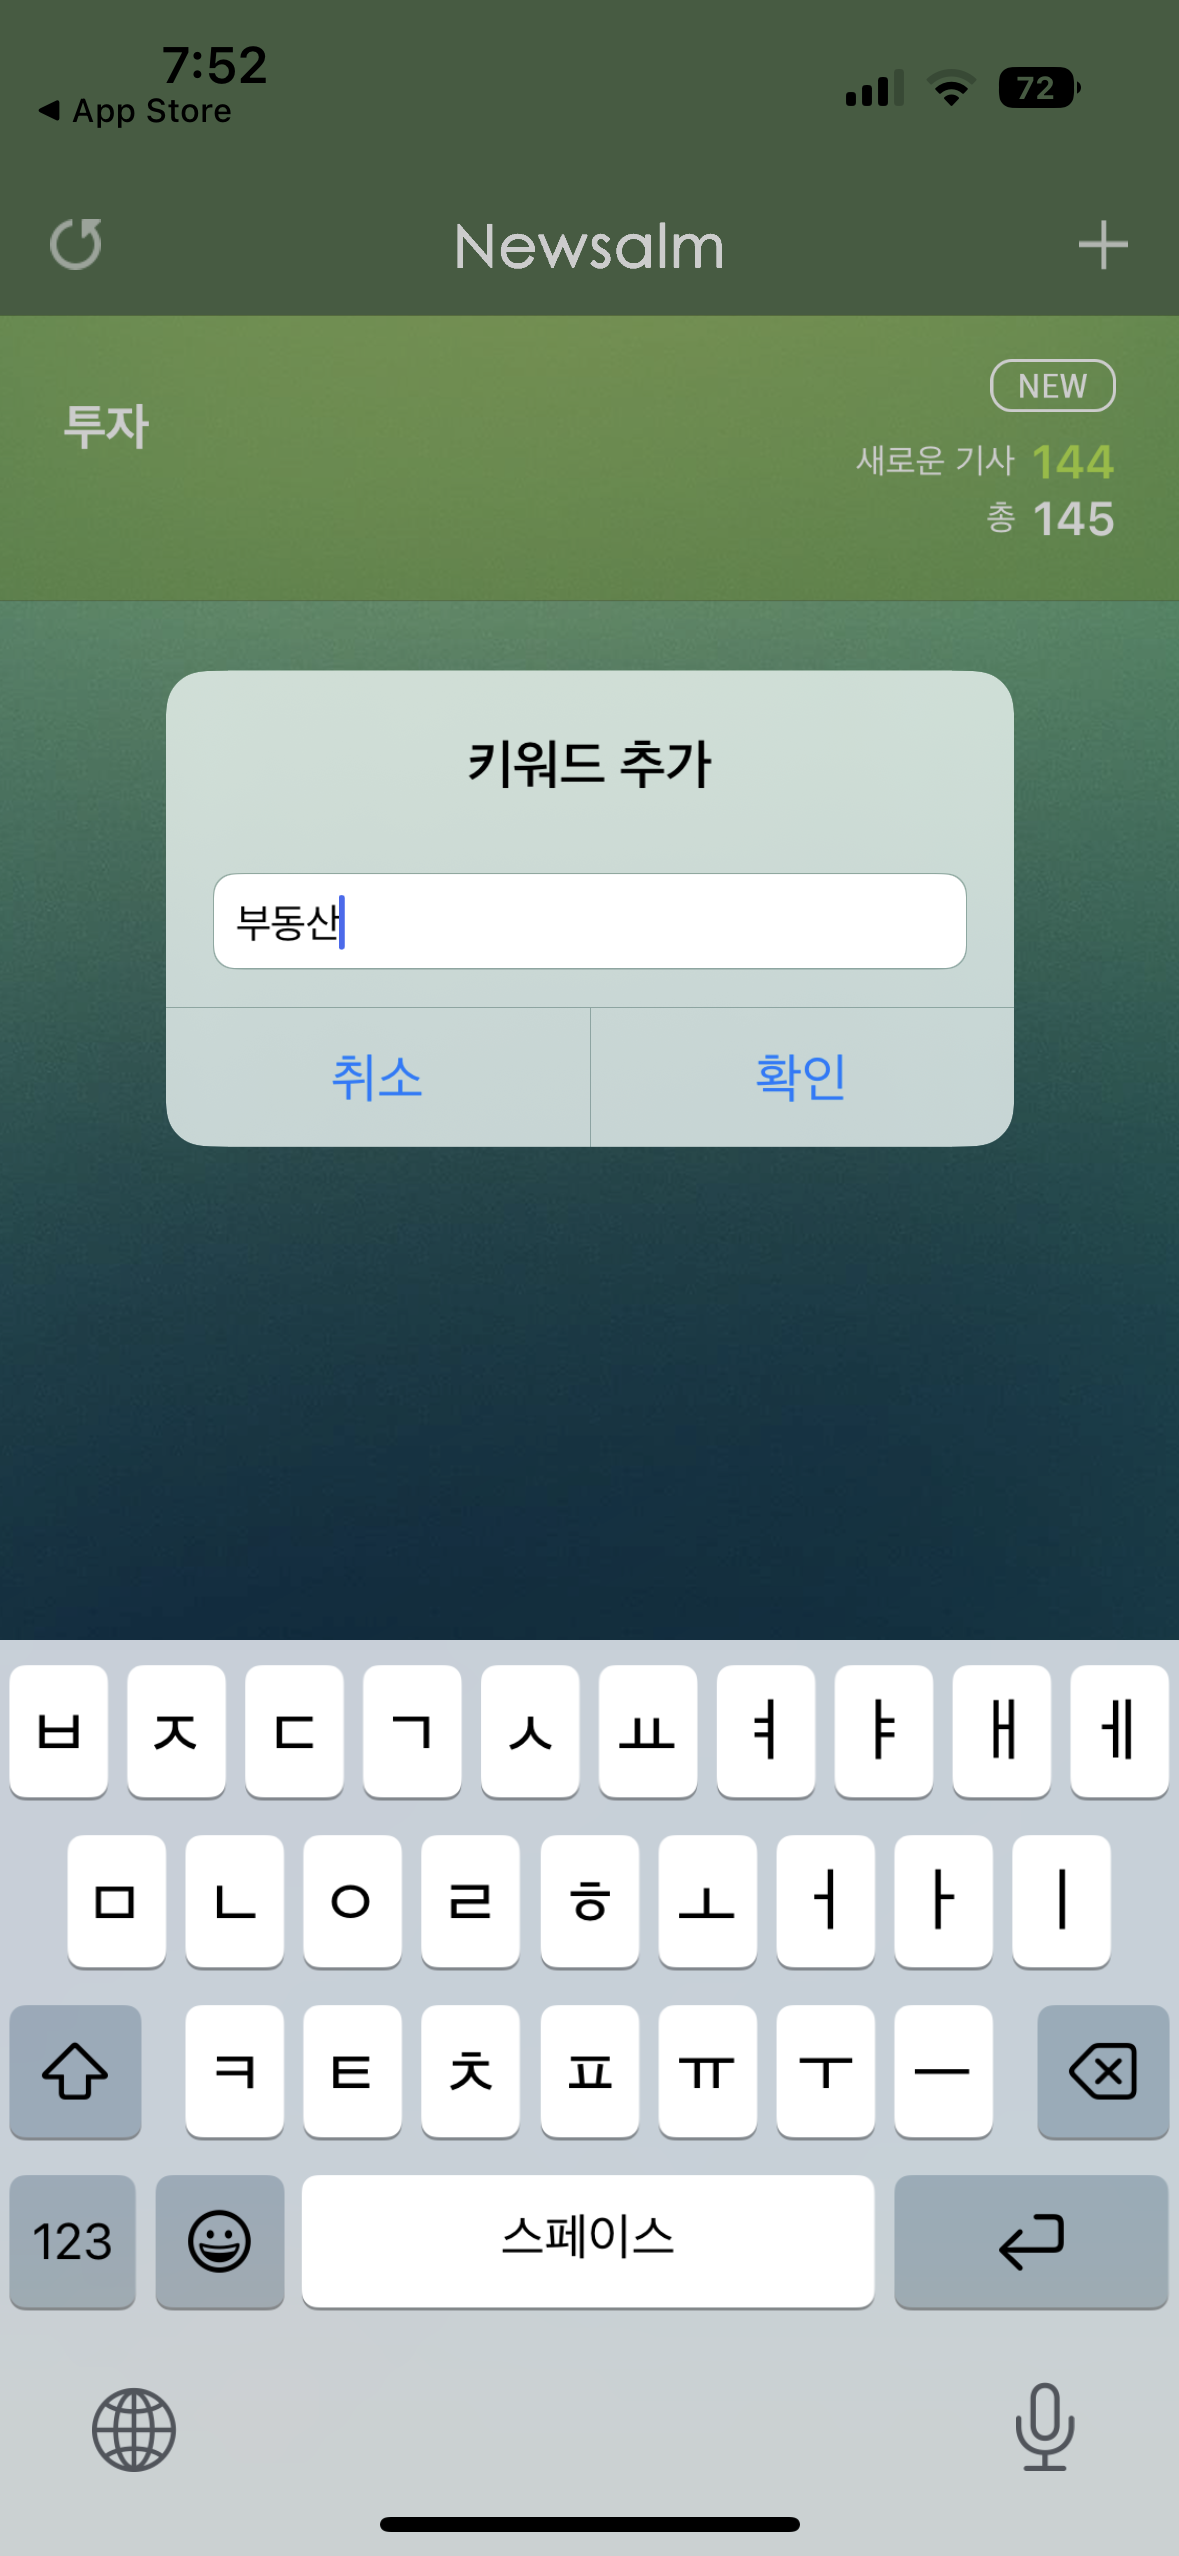 7:52
App Store
72
Newsalm
NEW
투자
새로운 기사 144
총 145
키워드 추가
부동산
취소 확인
ㅂ ㅈ ㄷ ㄱ ㅅ ㅛ ㅕ ㅑ ㅐ ㅔ
ㅁ ㄴ ㅇ ㄹ ㅎ ㅗ ㅓ ㅏ ㅣ
ㅋ ㅌ ㅊ ㅍ ㅠ ㅜ ㅡ
123 스페이스